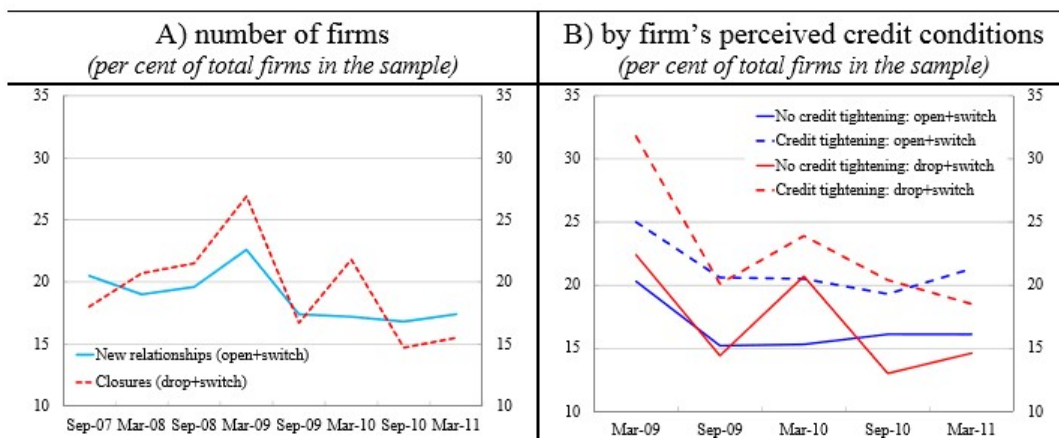 A) number of firms
(per cent of total firms in the sample)
35 35
30 30
25 25
20 20
15 15
10 10
New relationships (open+switch)
Closures (drop+switch)
Sep-07 Mar-08 Sep-08 Mar-09 Sep-09 Mar-10 Sep-10 Mar-11
B) by firm's perceived credit conditions
(per cent of total firms in the sample)
35 35
30 30
25 25
20 20
15 15
10 10
No credit tightening: open+switch
Credit tightening: open+switch
No credit tightening: drop+switch
Credit tightening: drop+switch
Mar-09 Sep-09 Mar-10 Sep-10 Mar-11